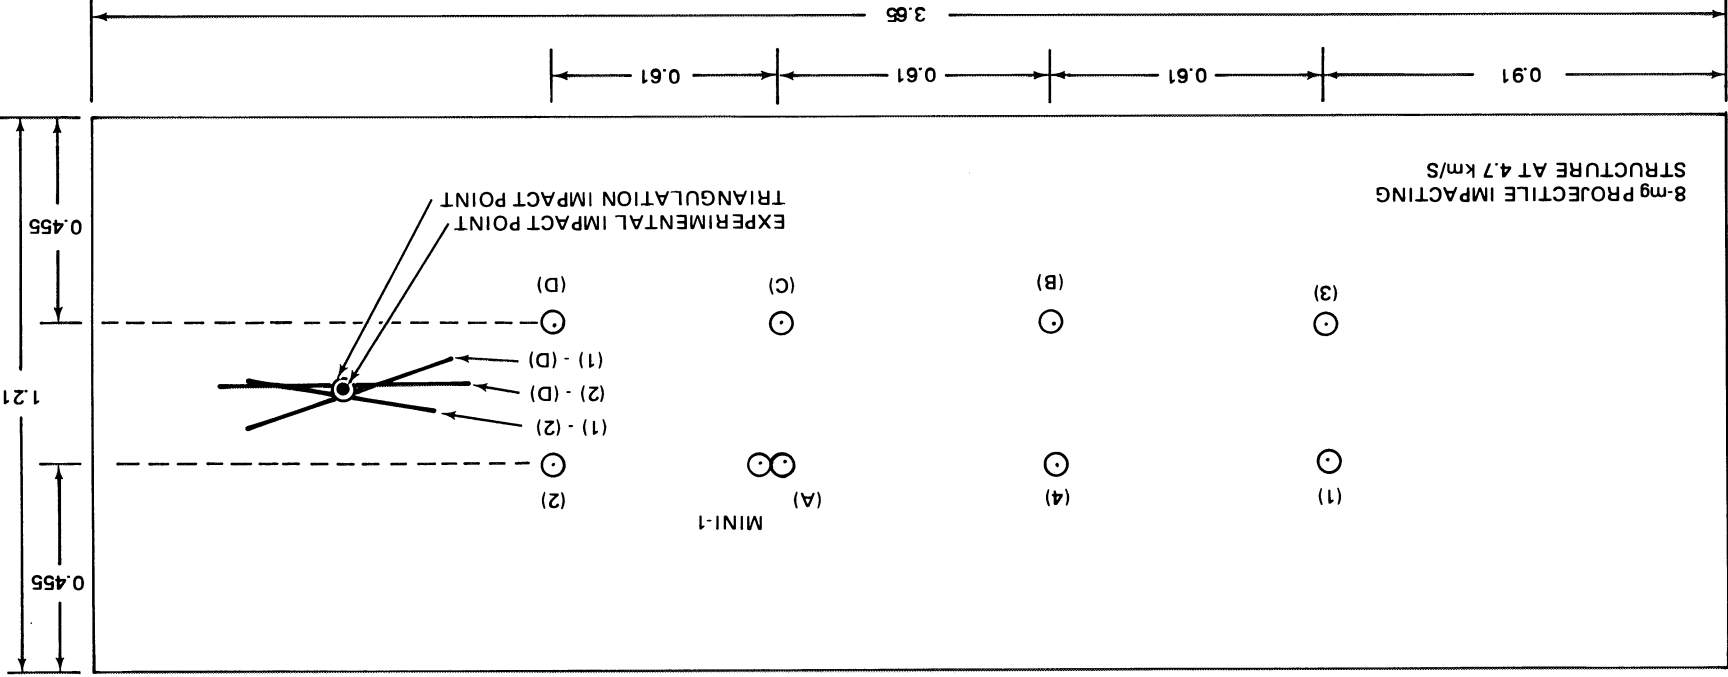 0.455
1.21
0.455
MINI-1
(1)
(4)
(A)
(2)
(1) - (2)
(2) - (D)
(1) - (D)
(3)
(B)
(C)
(D)
8-mg PROJECTILE IMPACTING
STRUCTURE AT 4.7 km/S
EXPERIMENTAL IMPACT POINT
TRIANGULATION IMPACT POINT
0.91
0.61
0.61
0.61
3.65